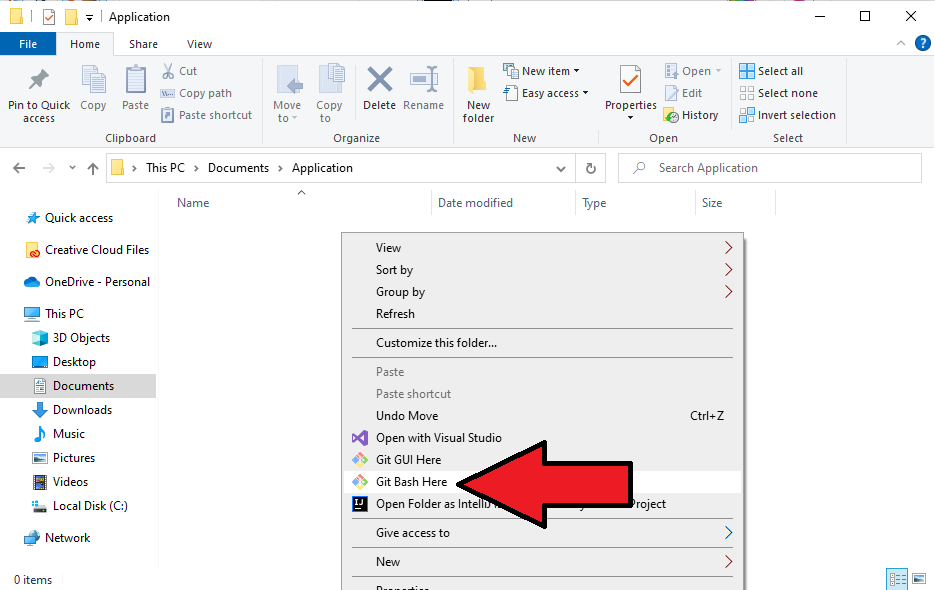 Application
File Home Share View
Pin to Quick access
Copy
Paste
Cut
Copy path
Paste shortcut
Clipboard
Move to
Copy to
Delete
Rename
Organize
New folder
New item
Easy access
New
Properties
Open
Edit
History
Open
Select all
Select none
Invert selection
Select
This PC > Documents > Application
Search Application
Name Date modified Type Size
Quick access
Creative Cloud Files
OneDrive - Personal
This PC
3D Objects
Desktop
Documents
Downloads
Music
Pictures
Videos
Local Disk (C:)
Network
View
Sort by
Group by
Refresh
Customize this folder...
Paste
Paste shortcut
Undo Move Ctrl+Z
Open with Visual Studio
Git GUI Here
Git Bash Here
Open Folder as Project
Give access to
New
0 items